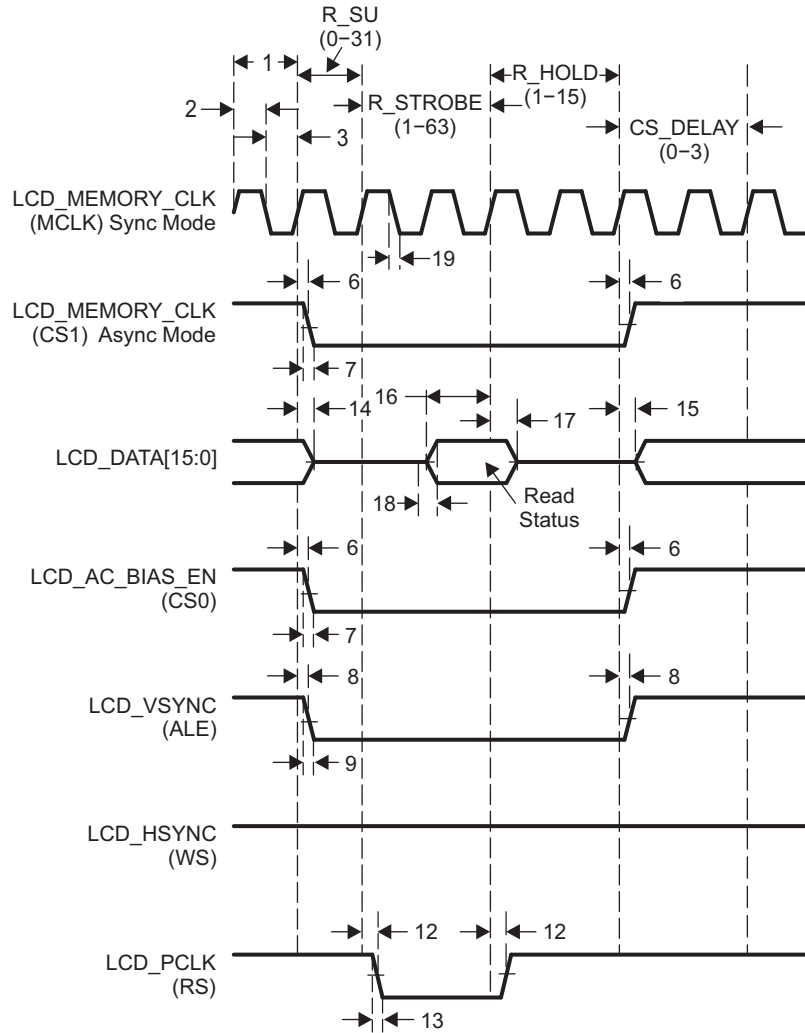 R_SU
(0−31)
1
R_HOLD
(1−15)
2
R_STROBE
(1−63)
CS_DELAY
(0−3)
3
LCD_MEMORY_CLK
(MCLK) Sync Mode
19
6
6
LCD_MEMORY_CLK
(CS1) Async Mode
7
16
14
17
15
LCD_DATA[15:0]
18
Read
Status
6
6
LCD_AC_BIAS_EN
(CS0)
7
8
8
LCD_VSYNC
(ALE)
9
LCD_HSYNC
(WS)
12
12
LCD_PCLK
(RS)
13